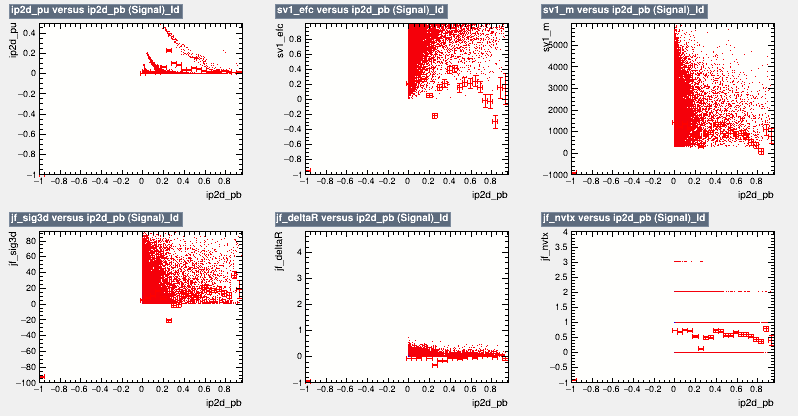 ip2d_pu versus ip2d_pb (Signal)_Id
sv1_efc versus ip2d_pb (Signal)_Id
sv1_m versus ip2d_pb (Signal)_Id
ip2d_pu
0.4
0.2
0
−0.2
−0.4
−0.6
−0.8
−1
−1 −0.8 −0.6 −0.4 −0.2 0 0.2 0.4 0.6 0.8
ip2d_pb
sv1_efc
0.8
0.6
0.4
0.2
0
−0.2
−0.4
−0.6
−0.8
−1
−1 −0.8 −0.6 −0.4 −0.2 0 0.2 0.4 0.6 0.8
ip2d_pb
sv1_m
5000
4000
3000
2000
1000
0
−1000
−1 −0.8 −0.6 −0.4 −0.2 0 0.2 0.4 0.6 0.8
ip2d_pb
jf_sig3d versus ip2d_pb (Signal)_Id
jf_deltaR versus ip2d_pb (Signal)_Id
jf_nvtx versus ip2d_pb (Signal)_Id
jf_sig3d
80
60
40
20
0
−20
−40
−60
−80
−100
−1 −0.8 −0.6 −0.4 −0.2 0 0.2 0.4 0.6 0.8
ip2d_pb
jf_deltaR
4
3
2
1
0
−1
−1 −0.8 −0.6 −0.4 −0.2 0 0.2 0.4 0.6 0.8
ip2d_pb
jf_nvtx
4
3.5
3
2.5
2
1.5
1
0.5
0
−0.5
−1
−1 −0.8 −0.6 −0.4 −0.2 0 0.2 0.4 0.6 0.8
ip2d_pb